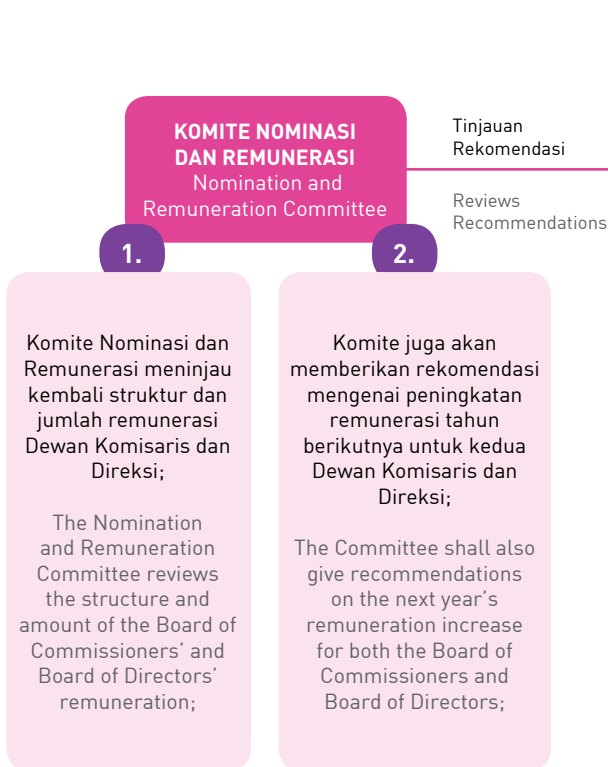 KOMITE NOMINASI
DAN REMUNERASI
Nomination and
Remuneration Committee
Tinjauan
Rekomendasi
Reviews
Recommendations
1.
Komite Nominasi dan
Remunerasi meninjau
kembali struktur dan
jumlah remunerasi
Dewan Komisaris dan
Direksi;
The Nomination
and Remuneration
Committee reviews
the structure and
amount of the Board of
Commissioners’ and
Board of Directors’
remuneration;
2.
Komite juga akan
memberikan rekomendasi
mengenai peningkatan
remunerasi tahun
berikutnya untuk kedua
Dewan Komisaris dan
Direksi;
The Committee shall also
give recommendations
on the next year’s
remuneration increase
for both the Board of
Commissioners and
Board of Directors;